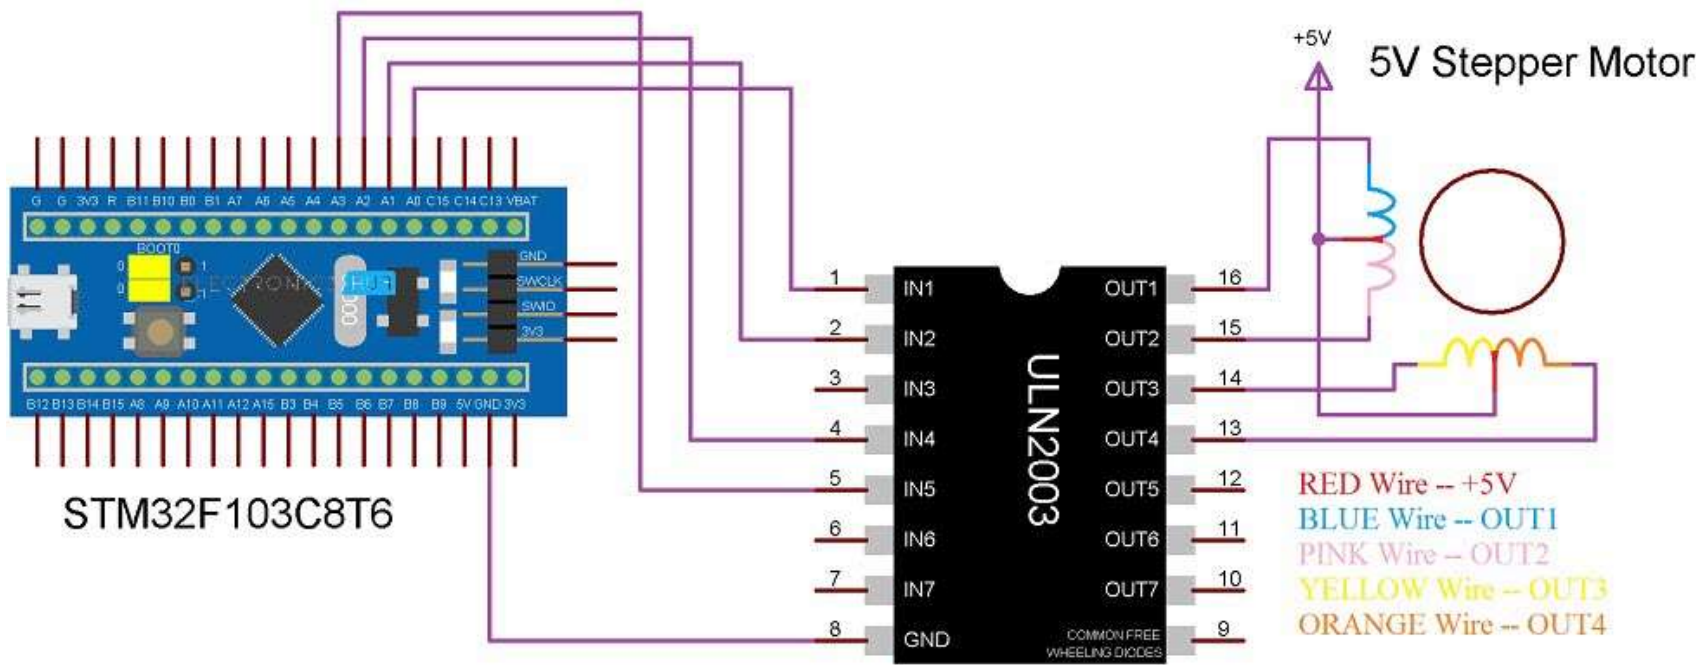 +5V
5V Stepper Motor
G G 3V3 R B11 B10 B0 B1 A7 A6 A5 A4 A3 A2 A1 A0 C15 C14 C13 VBAT
BOOT0
0 1
0 1
GND
SWCLK
SWIO
3V3
B12 B13 B14 B15 A8 A9 A10 A11 A12 A15 B3 B4 B5 B6 B7 B8 B9 5V GND 3V3
STM32F103C8T6
1 IN1 OUT1 16
2 IN2 OUT2 15
3 IN3 OUT3 14
4 IN4 OUT4 13
5 IN5 OUT5 12
6 IN6 OUT6 11
7 IN7 OUT7 10
8 GND COMMON FREE 9
WHEELING DIODES
ULN2003
RED Wire -- +5V
BLUE Wire -- OUT1
PINK Wire -- OUT2
YELLOW Wire -- OUT3
ORANGE Wire -- OUT4